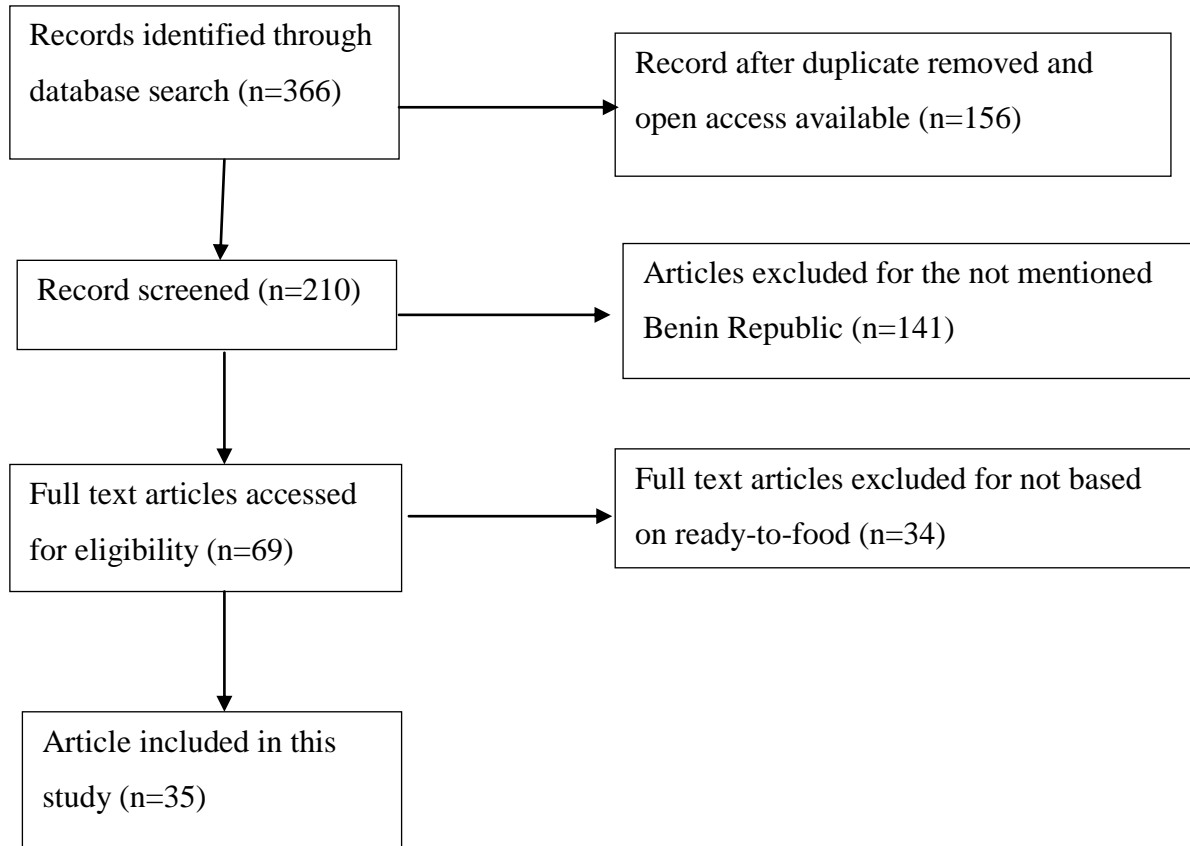 Records identified through
database search (n=366)
Record after duplicate removed and
open access available (n=156)
Record screened (n=210)
Articles excluded for the not mentioned
Benin Republic (n=141)
Full text articles accessed
for eligibility (n=69)
Full text articles excluded for not based
on ready-to-food (n=34)
Article included in this
study (n=35)